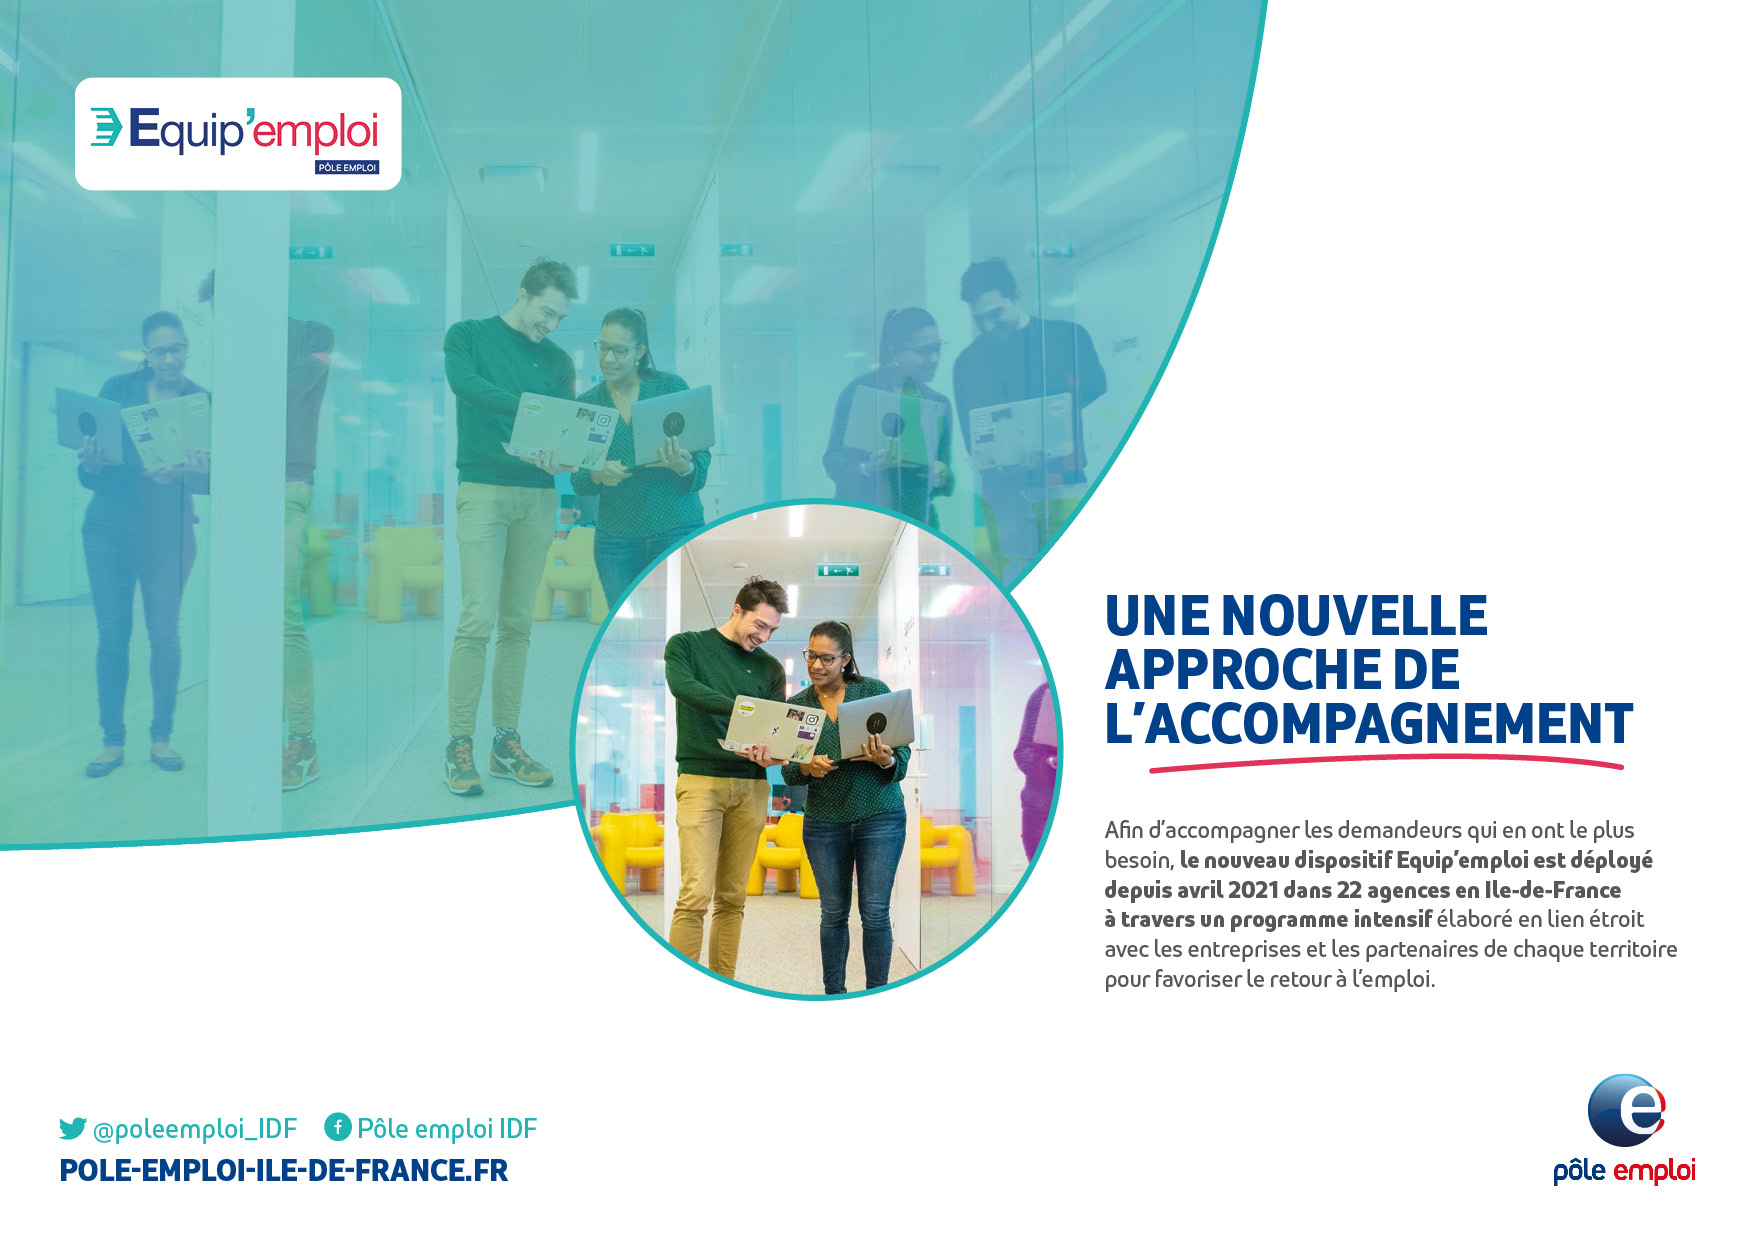 Equip'emploi
PÔLE EMPLOI
UNE NOUVELLE
APPROCHE DE
L'ACCOMPAGNEMENT
Afin d'accompagner les demandeurs qui en ont le plus
besoin, le nouveau dispositif Equip'emploi est déployé
depuis avril 2021 dans 22 agences en Ile-de-France
à travers un programme intensif élaboré en lien étroit
avec les entreprises et les partenaires de chaque territoire
pour favoriser le retour à l'emploi.
@poleemploi_IDF Pôle emploi IDF
POLE-EMPLOI-ILE-DE-FRANCE.FR
pôle emploi